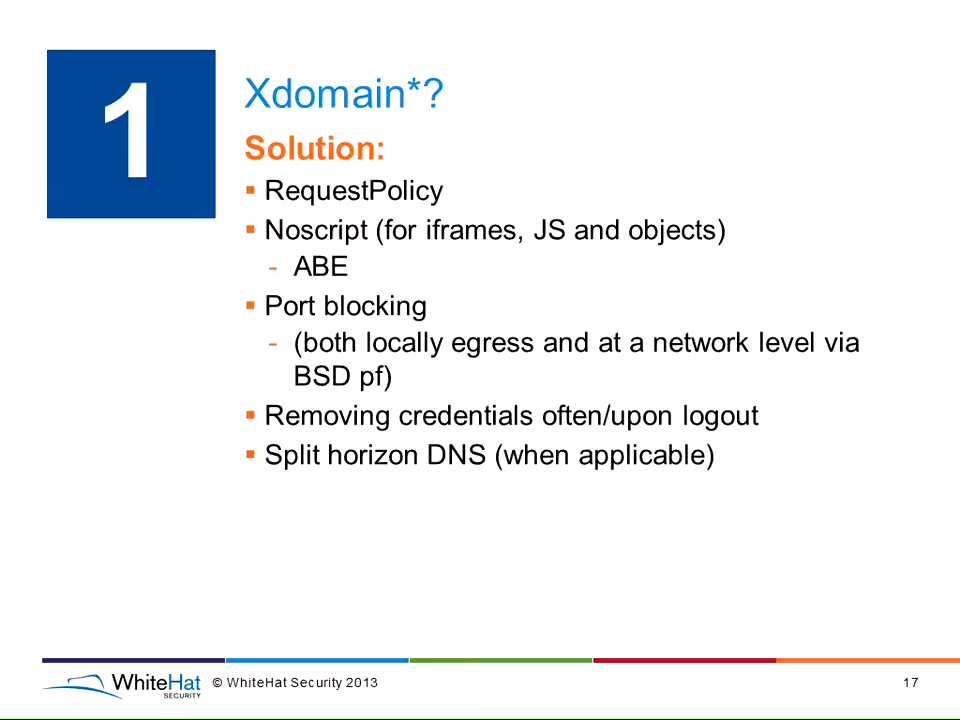 1
Xdomain*?
Solution:
▪ RequestPolicy
▪ Noscript (for iframes, JS and objects)
- ABE
▪ Port blocking
- (both locally egress and at a network level via
BSD pf)
▪ Removing credentials often/upon logout
▪ Split horizon DNS (when applicable)
WhiteHat
SECURITY
© WhiteHat Security 2013
17